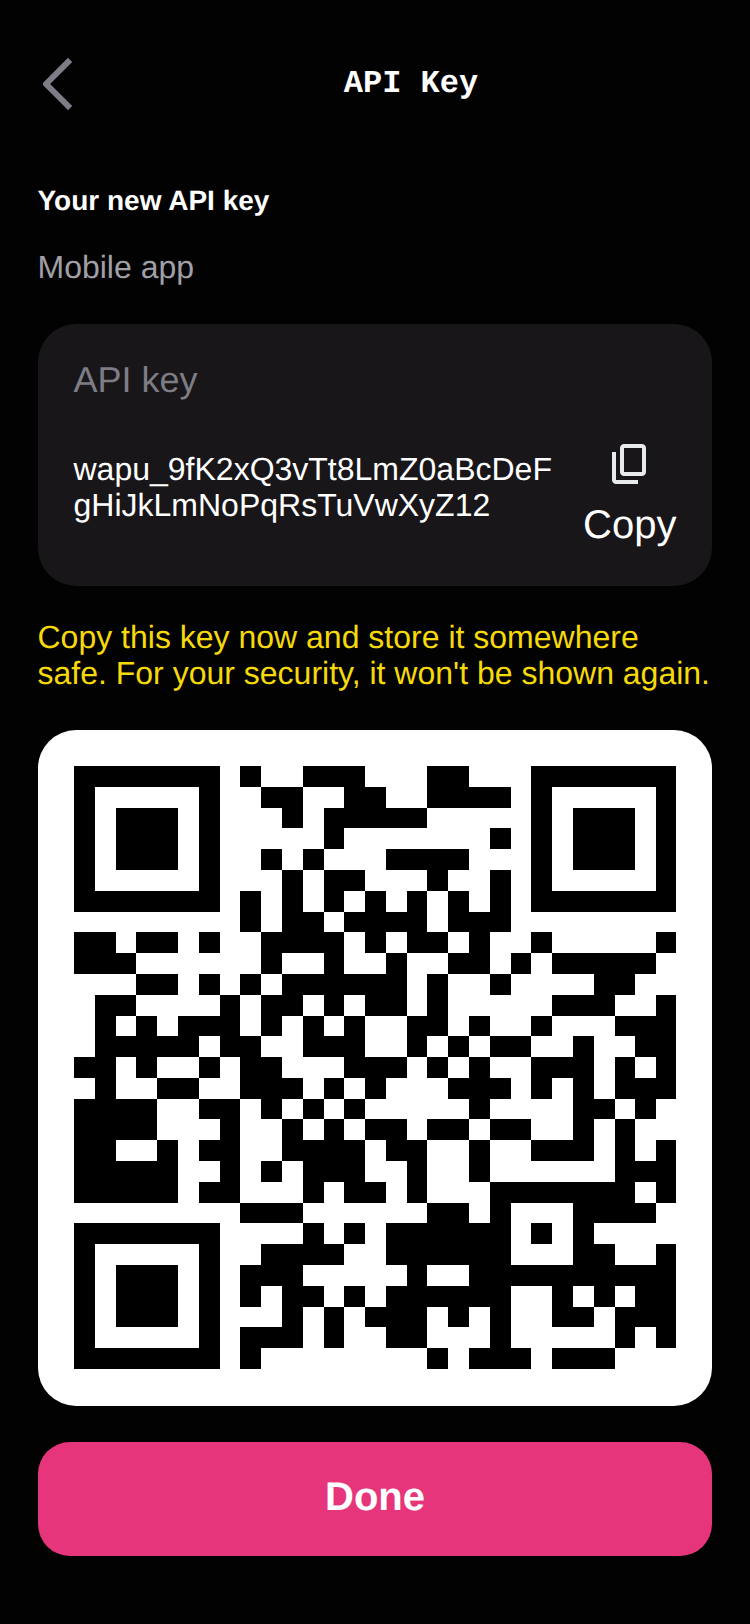 API Key
Your new API key
Mobile app
API key
wapu_9fK2xQ3vTt8LmZ0aBcDeF
gHiJkLmNoPqRsTuVwXyZ12
Copy
Copy this key now and store it somewhere
safe. For your security, it won't be shown again.
Done